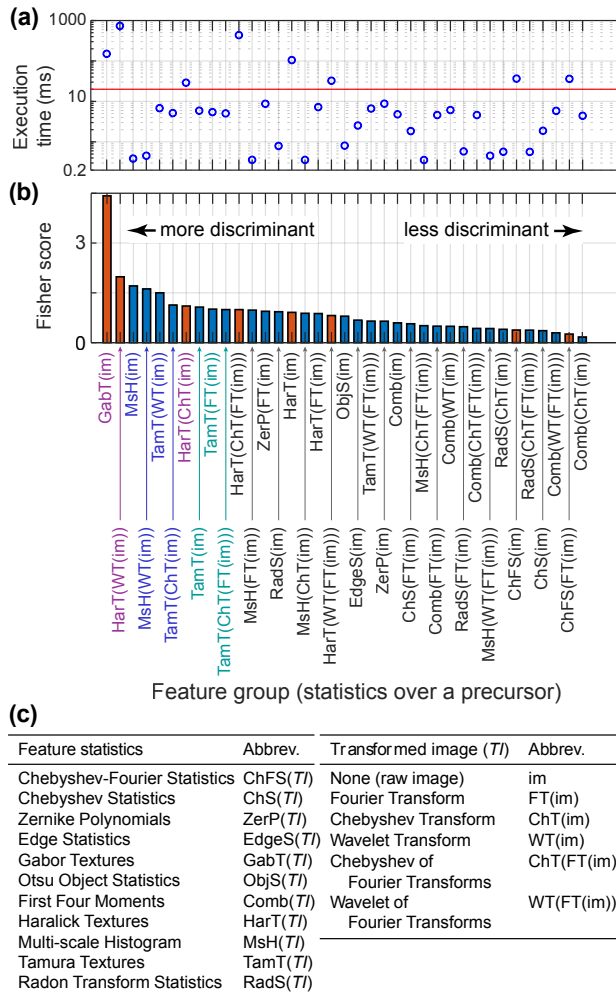 (a)
1000
10
0.2
Execution
time (ms)
(b)
3
0
Fisher score
more discriminant
less discriminant
GabT(im)
HarT(WT(im))
MsH(im)
MsH(WT(im))
TamT(WT(im))
TamT(ChT(im))
HarT(ChT(im))
TamT(im)
TamT(FT(im))
TamT(ChT(FT(im)))
HarT(ChT(FT(im)))
MsH(FT(im))
ZerP(FT(im))
RadS(im)
HarT(im)
MsH(ChT(im))
HarT(FT(im))
HarT(WT(FT(im)))
ObjS(im)
EdgeS(im)
TamT(WT(FT(im)))
ZerP(im)
Comb(im)
ChS(FT(im))
MsH(ChT(FT(im)))
Comb(FT(im))
Comb(WT(im))
RadS(FT(im))
Comb(ChT(FT(im)))
MsH(WT(FT(im)))
RadS(ChT(im))
ChFS(im)
RadS(ChT(FT(im)))
ChS(im)
Comb(WT(FT(im)))
ChFS(FT(im))
Comb(ChT(im))
Feature group (statistics over a precursor)
(c)
Feature statistics Abbrev.
Chebyshev-Fourier Statistics ChFS(TI)
Chebyshev Statistics ChS(TI)
Zernike Polynomials ZerP(TI)
Edge Statistics EdgeS(TI)
Gabor Textures GabT(TI)
Otsu Object Statistics ObjS(TI)
First Four Moments Comb(TI)
Haralick Textures HarT(TI)
Multi-scale Histogram MsH(TI)
Tamura Textures TamT(TI)
Radon Transform Statistics RadS(TI)
Transformed image (TI) Abbrev.
None (raw image) im
Fourier Transform FT(im)
Chebyshev Transform ChT(im)
Wavelet Transform WT(im)
Chebyshev of ChT(FT(im)
Fourier Transforms
Wavelet of WT(FT(im))
Fourier Transforms